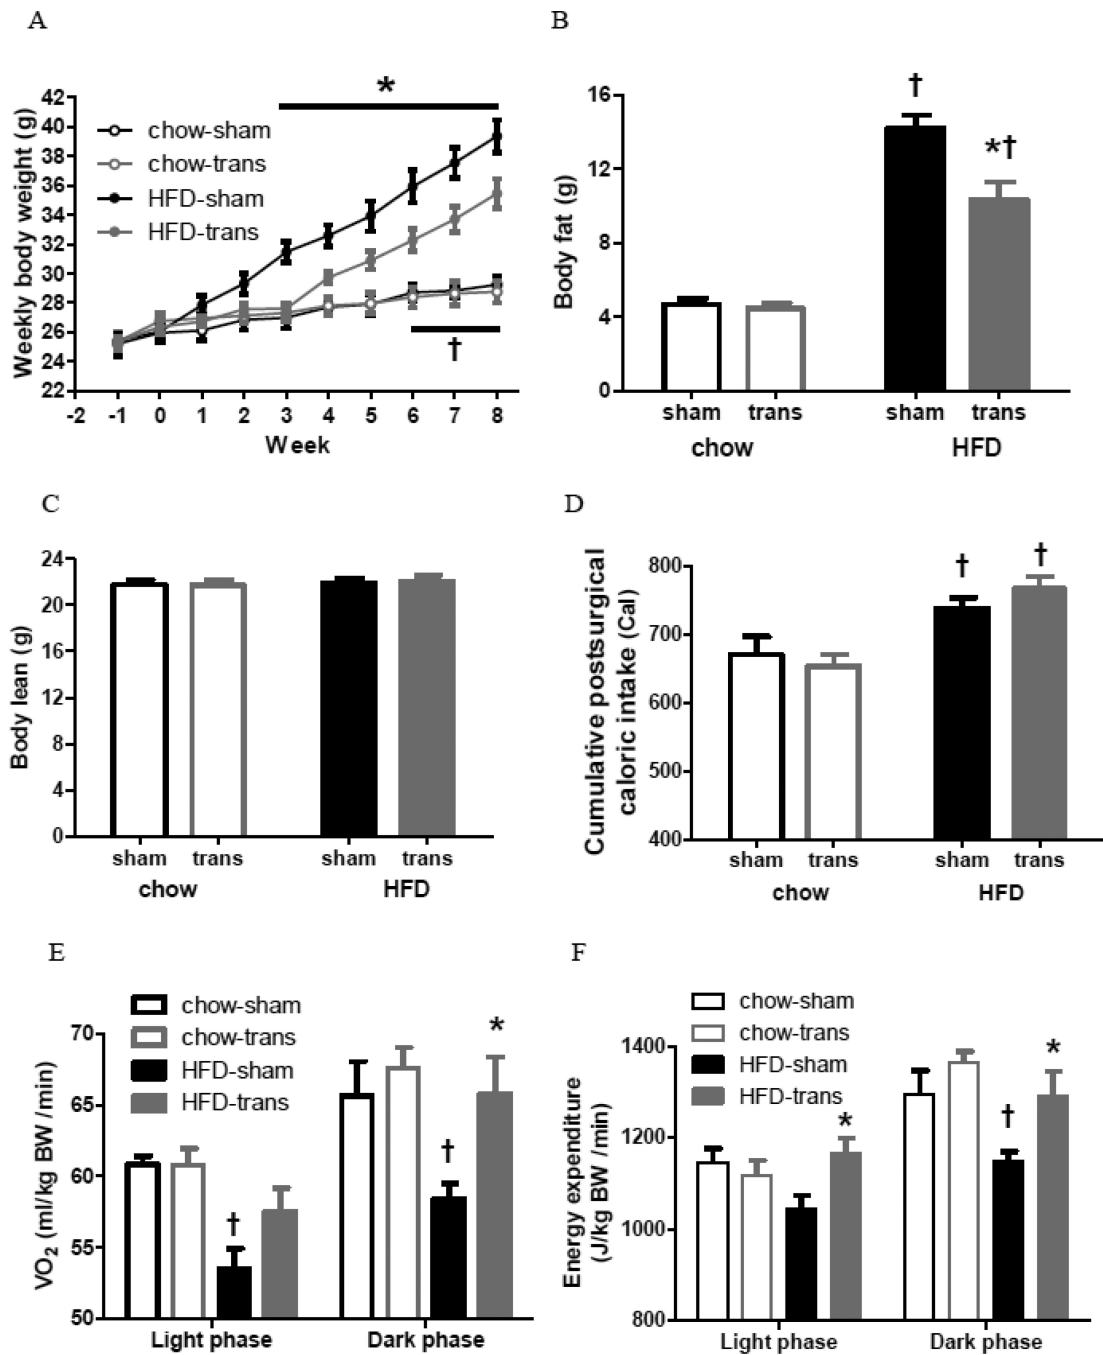 A
Weekly body weight (g)
42
40
38
36
34
32
30
28
26
24
22
chow-sham
chow-trans
HFD-sham
HFD-trans
*
†
-2 -1 0 1 2 3 4 5 6 7 8
Week
B
Body fat (g)
16
12
8
4
0
†
*†
sham trans sham trans
chow HFD
C
Body lean (g)
24
20
16
12
8
4
0
sham trans sham trans
chow HFD
D
Cumulative postsurgical
caloric intake (Cal)
800
700
600
500
400
† †
sham trans sham trans
chow HFD
E
VO2 (ml/kg BW /min)
70
65
60
55
50
chow-sham
chow-trans
HFD-sham
HFD-trans
†
†
*
Light phase Dark phase
F
Energy expenditure
(J/kg BW /min)
1400
1200
1000
800
chow-sham
chow-trans
HFD-sham
HFD-trans
*
†
*
Light phase Dark phase